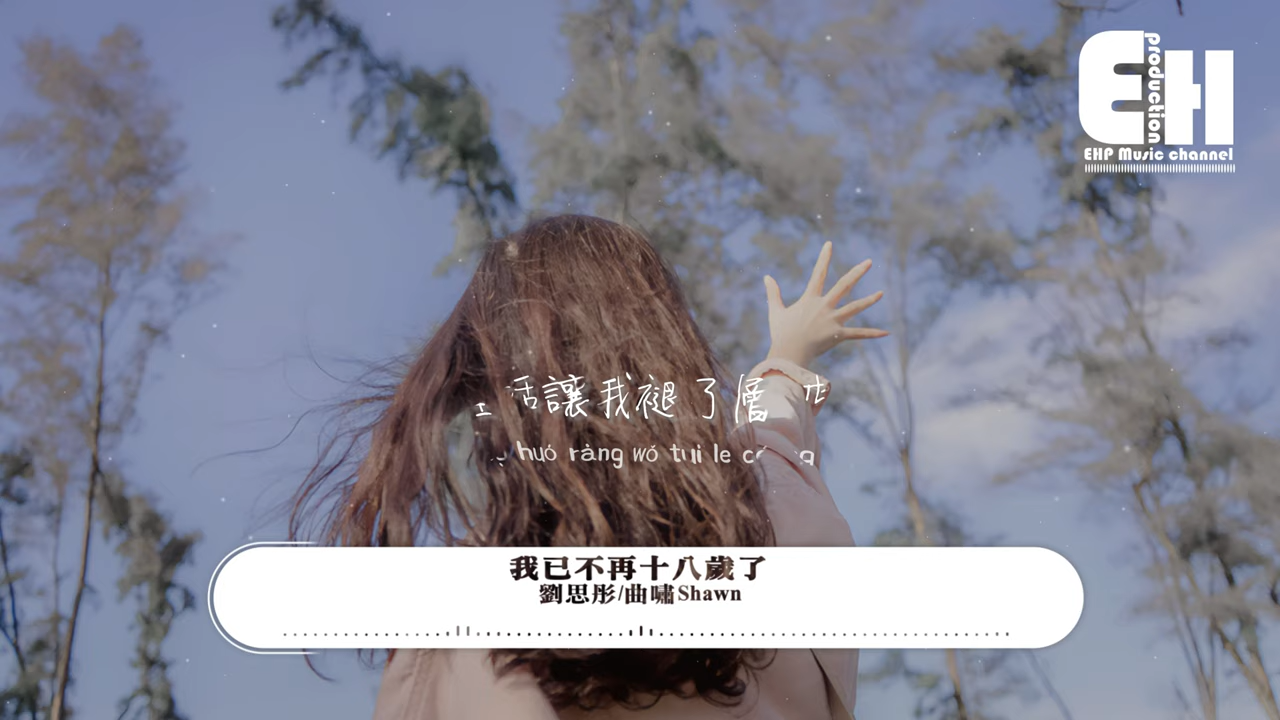 EH
production
EHP Music channel
活讓我褪了層
huó ràng wǒ tuì le
我已不再十八歲了
劉思彤/曲嘯Shawn